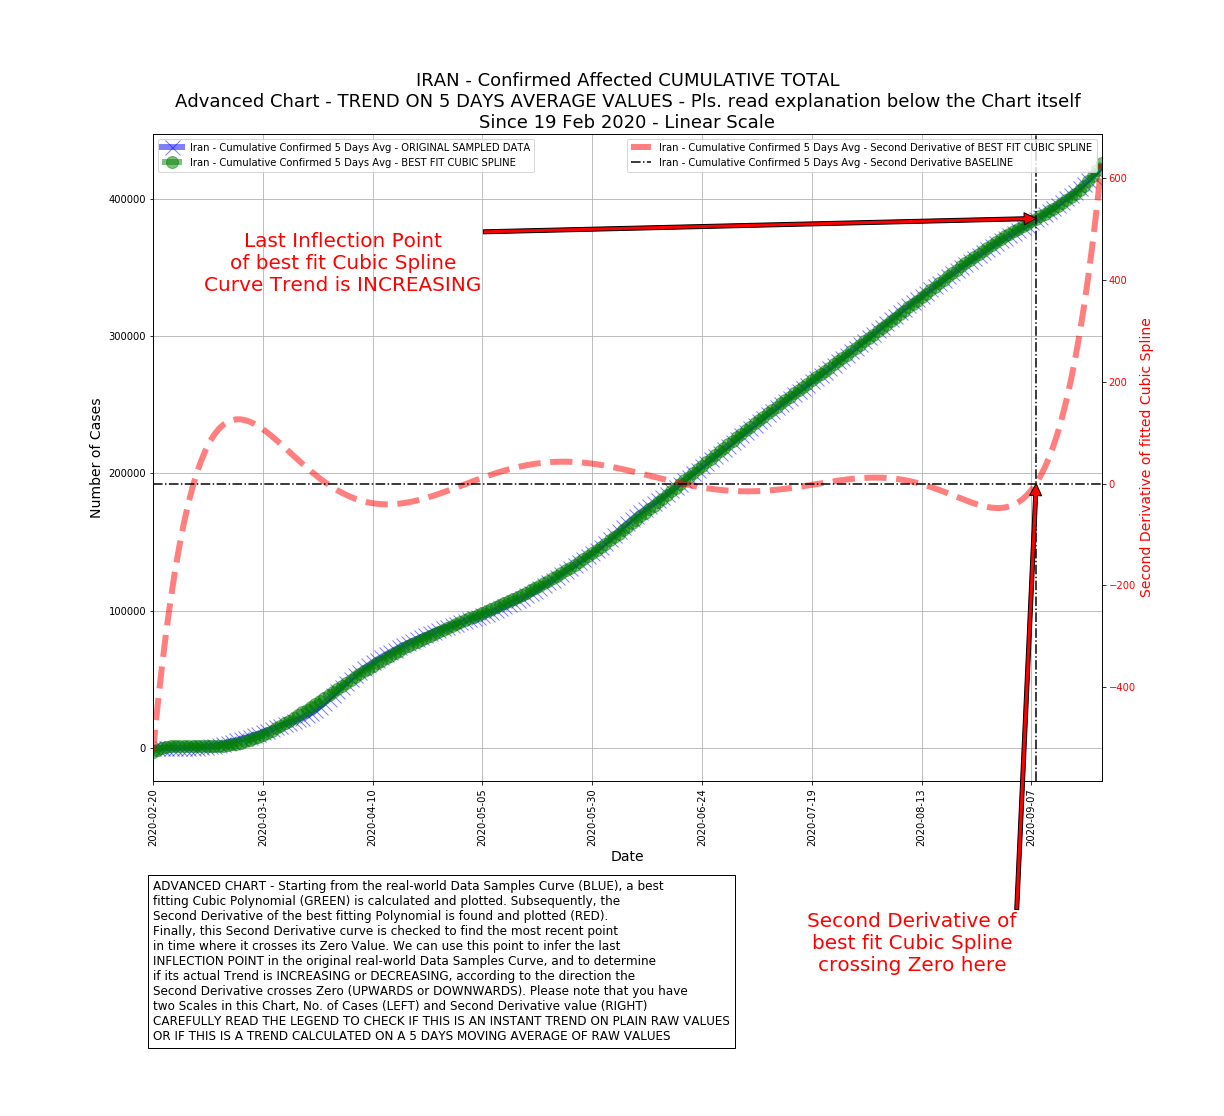 IRAN - Confirmed Affected CUMULATIVE TOTAL
Advanced Chart - TREND ON 5 DAYS AVERAGE VALUES - Pls. read explanation below the Chart itself
Since 19 Feb 2020 - Linear Scale
Iran - Cumulative Confirmed 5 Days Avg - ORIGINAL SAMPLED DATA
Iran - Cumulative Confirmed 5 Days Avg - BEST FIT CUBIC SPLINE
Iran - Cumulative Confirmed 5 Days Avg - Second Derivative of BEST FIT CUBIC SPLINE
Iran - Cumulative Confirmed 5 Days Avg - Second Derivative BASELINE
Last Inflection Point
of best fit Cubic Spline
Curve Trend is INCREASING
Number of Cases
400000
300000
200000
100000
0
600
400
200
0
−200
−400
Second Derivative of fitted Cubic Spline
2020-02-20
2020-03-16
2020-04-10
2020-05-05
2020-05-30
2020-06-24
2020-07-19
2020-08-13
2020-09-07
Date
ADVANCED CHART - Starting from the real-world Data Samples Curve (BLUE), a best
fitting Cubic Polynomial (GREEN) is calculated and plotted. Subsequently, the
Second Derivative of the best fitting Polynomial is found and plotted (RED).
Finally, this Second Derivative curve is checked to find the most recent point
in time where it crosses its Zero Value. We can use this point to infer the last
INFLECTION POINT in the original real-world Data Samples Curve, and to determine
if its actual Trend is INCREASING or DECREASING, according to the direction the
Second Derivative crosses Zero (UPWARDS or DOWNWARDS). Please note that you have
two Scales in this Chart, No. of Cases (LEFT) and Second Derivative value (RIGHT)
CAREFULLY READ THE LEGEND TO CHECK IF THIS IS AN INSTANT TREND ON PLAIN RAW VALUES
OR IF THIS IS A TREND CALCULATED ON A 5 DAYS MOVING AVERAGE OF RAW VALUES
Second Derivative of
best fit Cubic Spline
crossing Zero here